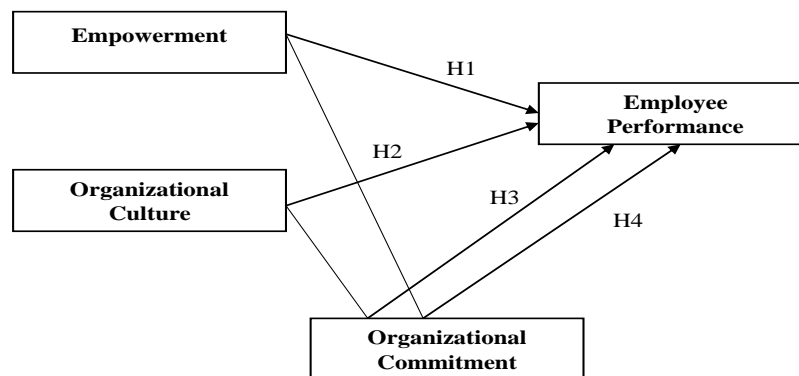 Empowerment
H1
Employee
Performance
H2
Organizational
Culture
H3
H4
Organizational
Commitment